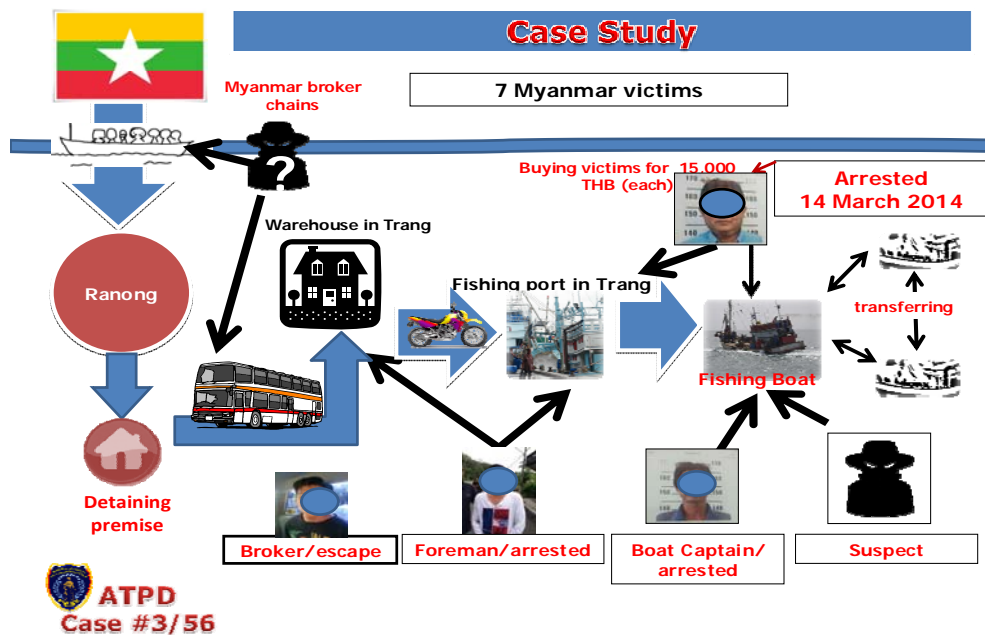 Case Study
Myanmar broker
chains
7 Myanmar victims
?
Buying victims for 15,000
THB (each)
Arrested
14 March 2014
Warehouse in Trang
Ranong
Fishing port in Trang
transferring
Fishing Boat
Detaining
premise
Broker/escape
Foreman/arrested
Boat Captain/
arrested
Suspect
ATPD
Case #3/56